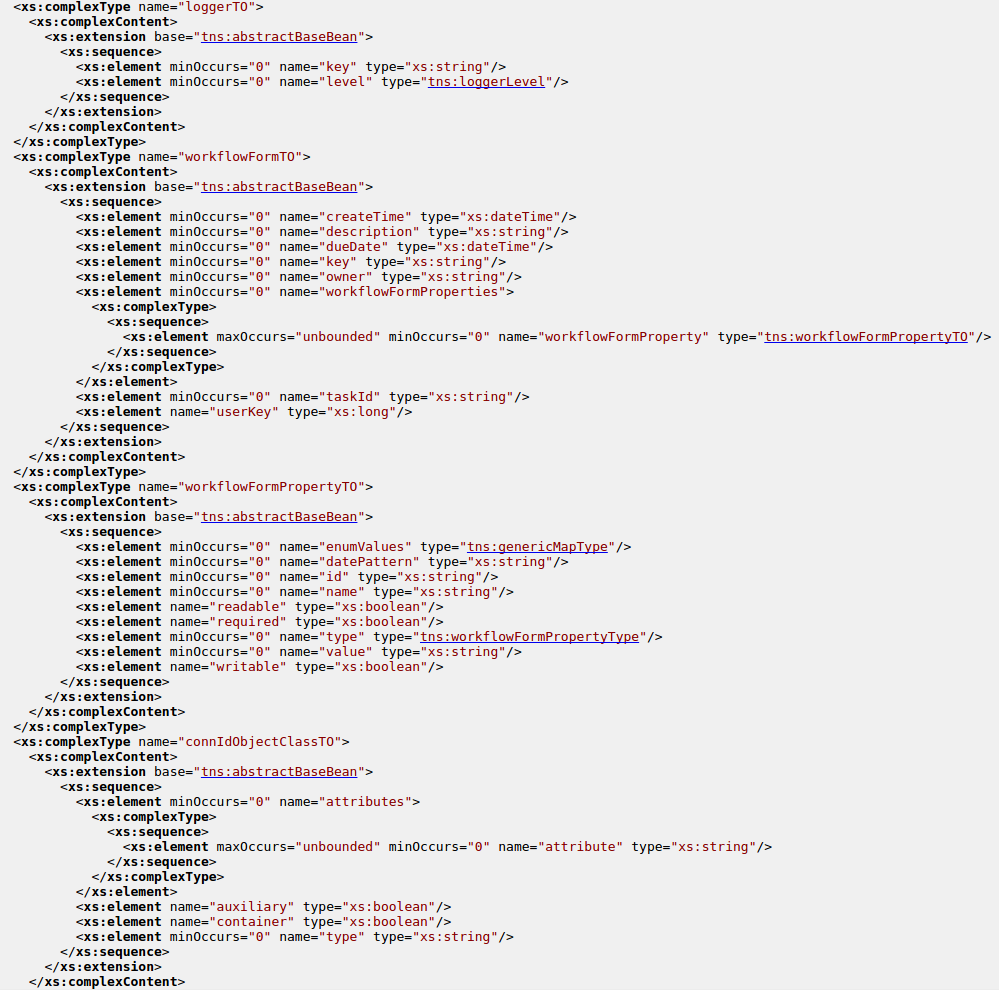 <xs:complexType name="loggerTO">
<xs:complexContent>
<xs:extension base="tns:abstractBaseBean">
<xs:sequence>
<xs:element minOccurs="0" name="key" type="xs:string"/>
<xs:element minOccurs="0" name="level" type="tns:loggerLevel"/>
</xs:sequence>
</xs:extension>
</xs:complexContent>
</xs:complexType>
<xs:complexType name="workflowFormTO">
<xs:complexContent>
<xs:extension base="tns:abstractBaseBean">
<xs:sequence>
<xs:element minOccurs="0" name="createTime" type="xs:dateTime"/>
<xs:element minOccurs="0" name="description" type="xs:string"/>
<xs:element minOccurs="0" name="dueDate" type="xs:dateTime"/>
<xs:element minOccurs="0" name="key" type="xs:string"/>
<xs:element minOccurs="0" name="owner" type="xs:string"/>
<xs:element minOccurs="0" name="workflowFormProperties">
<xs:complexType>
<xs:sequence>
<xs:element maxOccurs="unbounded" minOccurs="0" name="workflowFormProperty" type="tns:workflowFormPropertyTO"/>
</xs:sequence>
</xs:complexType>
</xs:element>
<xs:element minOccurs="0" name="taskId" type="xs:string"/>
<xs:element name="userKey" type="xs:long"/>
</xs:sequence>
</xs:extension>
</xs:complexContent>
</xs:complexType>
<xs:complexType name="workflowFormPropertyTO">
<xs:complexContent>
<xs:extension base="tns:abstractBaseBean">
<xs:sequence>
<xs:element minOccurs="0" name="enumValues" type="tns:genericMapType"/>
<xs:element minOccurs="0" name="datePattern" type="xs:string"/>
<xs:element minOccurs="0" name="id" type="xs:string"/>
<xs:element minOccurs="0" name="name" type="xs:string"/>
<xs:element name="readable" type="xs:boolean"/>
<xs:element name="required" type="xs:boolean"/>
<xs:element minOccurs="0" name="type" type="tns:workflowFormPropertyType"/>
<xs:element minOccurs="0" name="value" type="xs:string"/>
<xs:element name="writable" type="xs:boolean"/>
</xs:sequence>
</xs:extension>
</xs:complexContent>
</xs:complexType>
<xs:complexType name="connIdObjectClassTO">
<xs:complexContent>
<xs:extension base="tns:abstractBaseBean">
<xs:sequence>
<xs:element minOccurs="0" name="attributes">
<xs:complexType>
<xs:sequence>
<xs:element maxOccurs="unbounded" minOccurs="0" name="attribute" type="xs:string"/>
</xs:sequence>
</xs:complexType>
</xs:element>
<xs:element name="auxiliary" type="xs:boolean"/>
<xs:element name="container" type="xs:boolean"/>
<xs:element minOccurs="0" name="type" type="xs:string"/>
</xs:sequence>
</xs:extension>
</xs:complexContent>